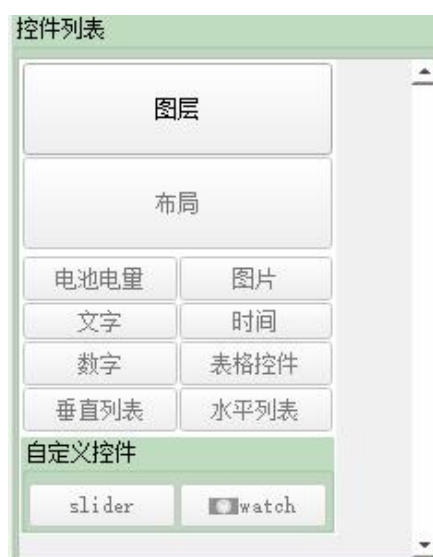 控件列表
图层
布局
电池电量 图片
文字 时间
数字 表格控件
垂直列表 水平列表
自定义控件
slider watch